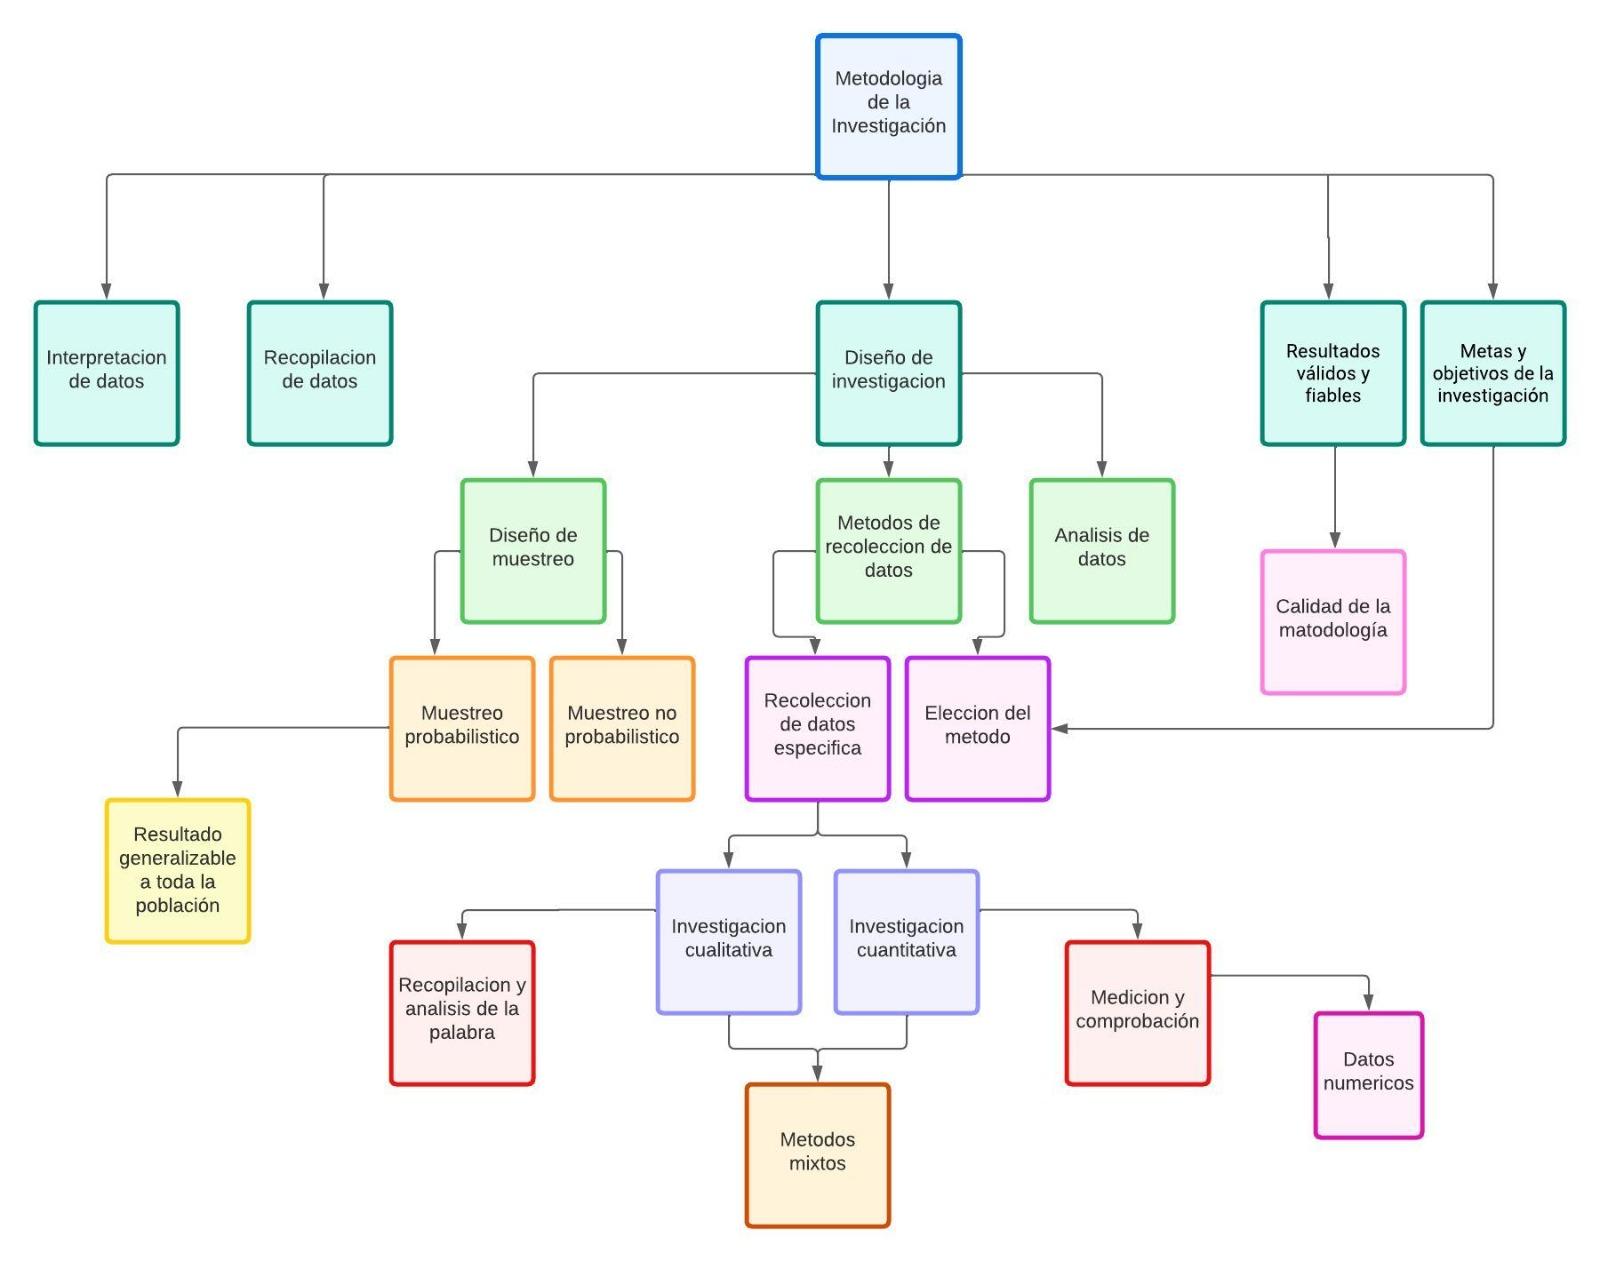 Metodologia
de la
Investigación
Interpretacion
de datos
Recopilacion
de datos
Diseño de
investigacion
Resultados
válidos y
fiables
Metas y
objetivos de la
investigación
Diseño de
muestreo
Metodos de
recoleccion de
datos
Analisis de
datos
Calidad de la
matodología
Muestreo
probabilistico
Muestreo no
probabilistico
Recoleccion
de datos
especifica
Eleccion del
metodo
Resultado
generalizable
a toda la
población
Investigacion
cualitativa
Investigacion
cuantitativa
Recopilacion y
analisis de la
palabra
Medicion y
comprobación
Datos
numericos
Metodos
mixtos